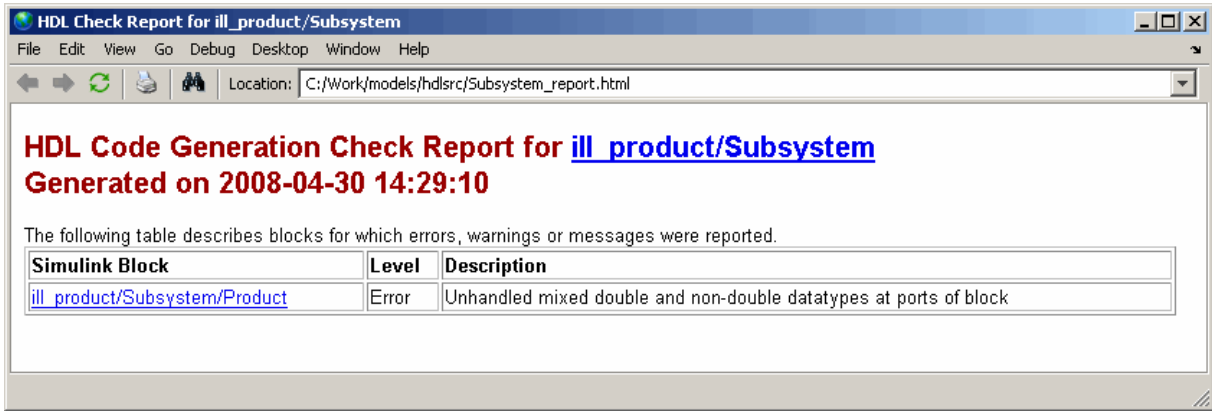 HDL Check Report for ill_product/Subsystem
File Edit View Go Debug Desktop Window Help
Location: C:/Work/models/hdlsrc/Subsystem_report.html
HDL Code Generation Check Report for ill_product/Subsystem
Generated on 2008-04-30 14:29:10
The following table describes blocks for which errors, warnings or messages were reported.
Simulink Block Level Description
ill_product/Subsystem/Product Error Unhandled mixed double and non-double datatypes at ports of block